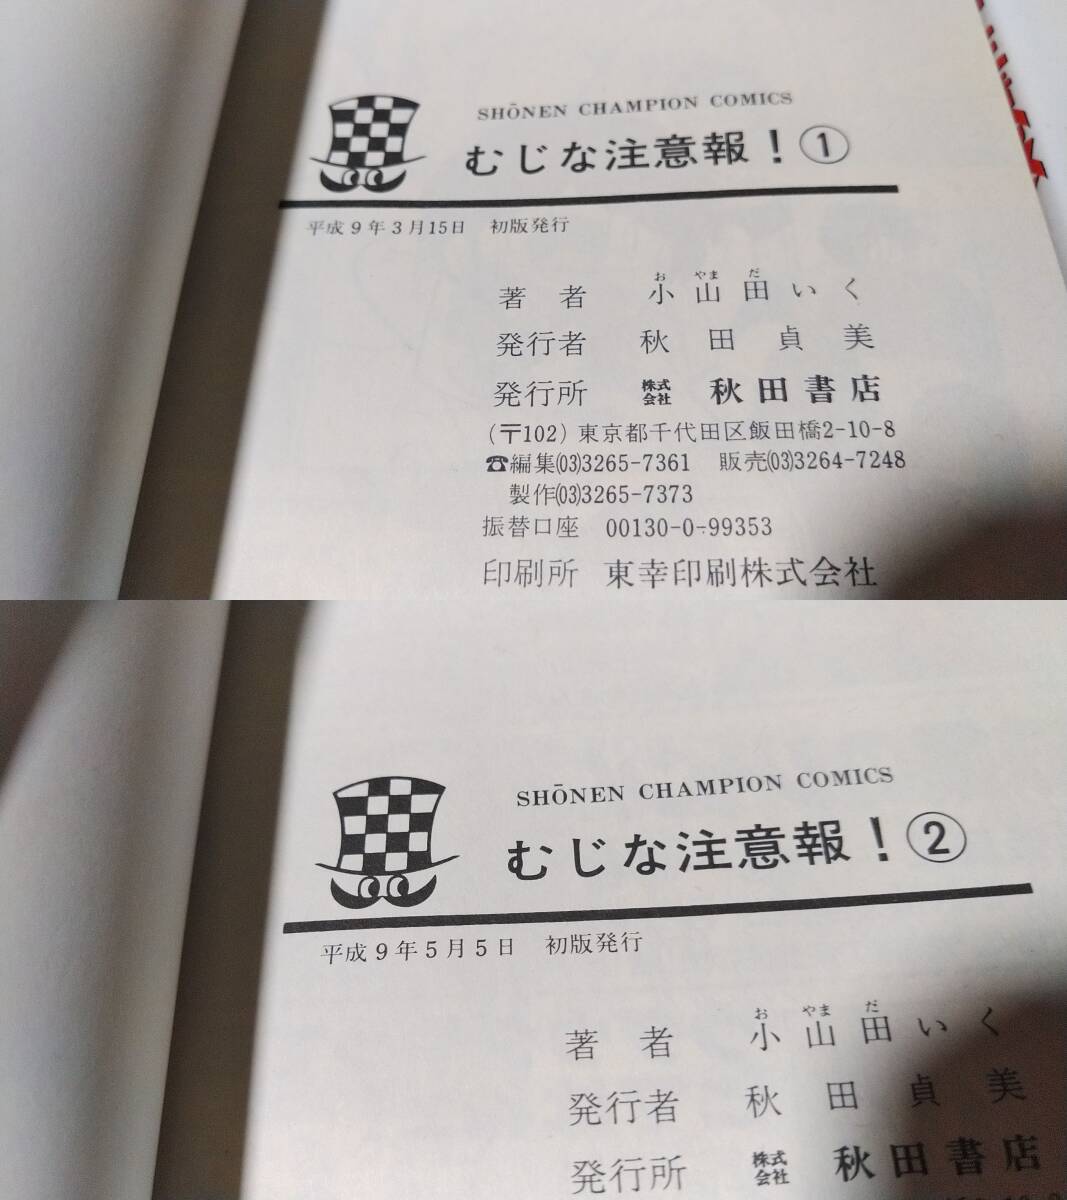 SHŌNEN CHAMPION COMICS
むじな注意報！①
平成9年3月15日 初版発行
著者 小山田いく
お やま だ
発行者 秋田貞美
発行所 株式会社 秋田書店
(〒102) 東京都千代田区飯田橋2-10-8
☎編集(03)3265-7361 販売(03)3264-7248
製作(03)3265-7373
振替口座 00130-0-99353
印刷所 東幸印刷株式会社
SHŌNEN CHAMPION COMICS
むじな注意報！②
平成9年5月5日 初版発行
お やま だ
著者 小山田いく
発行者 秋田貞美
発行所 株式会社 秋田書店